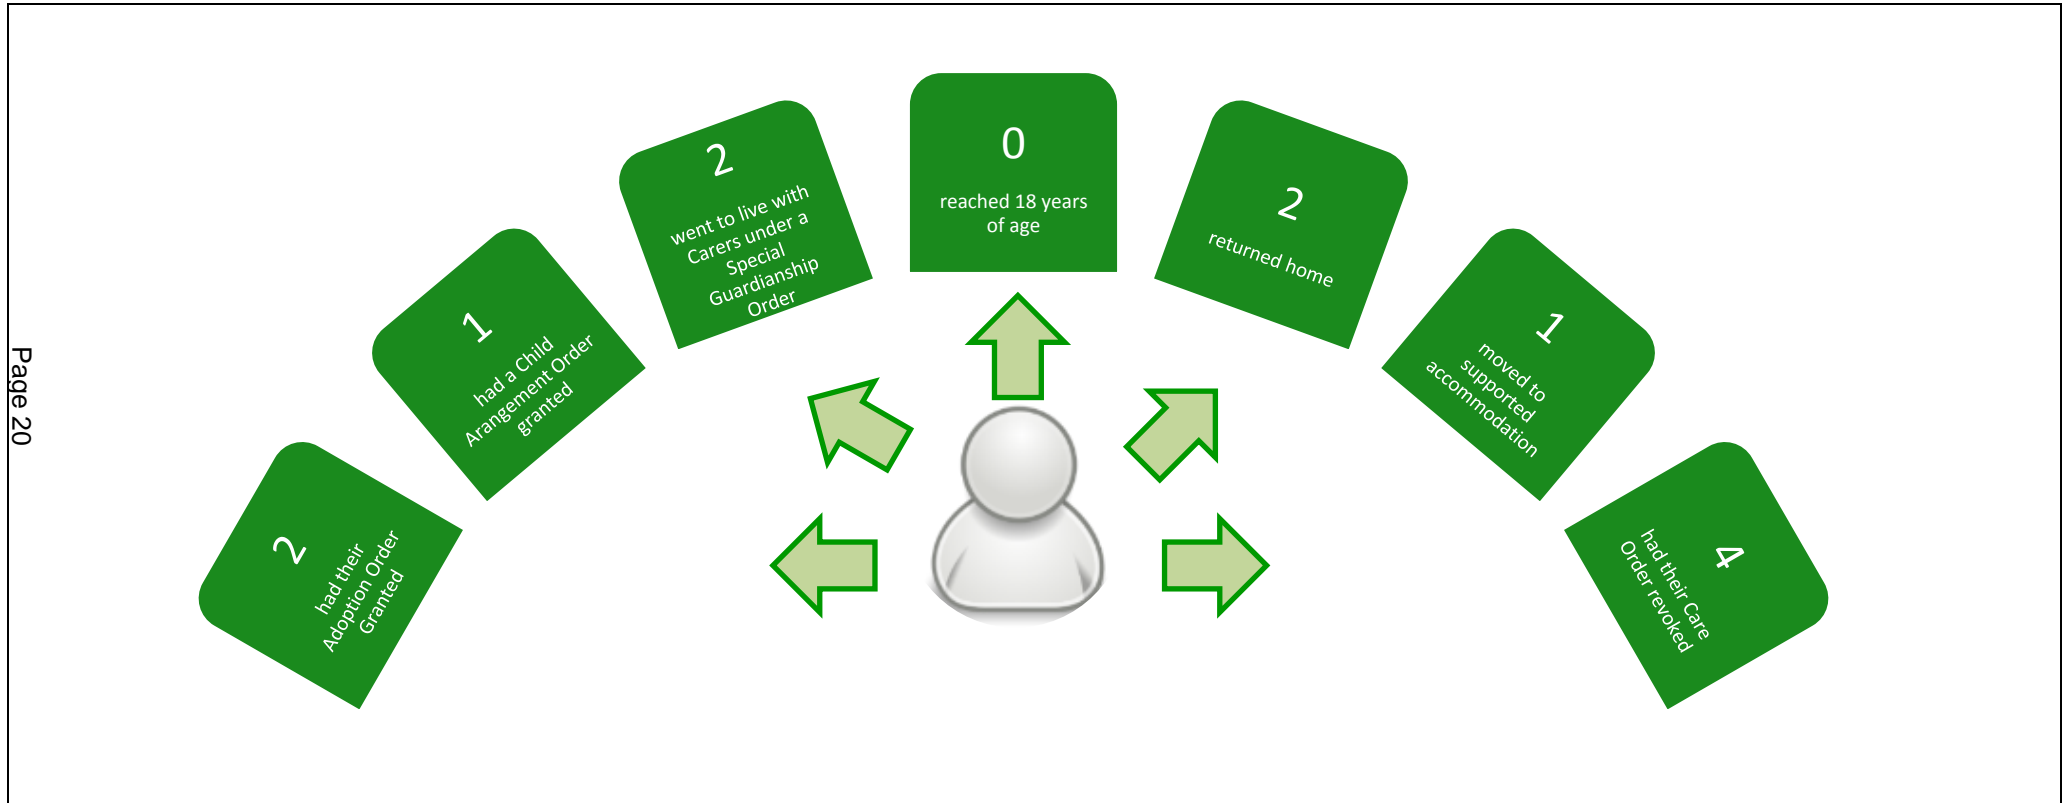 Page 20
2
had their
Adoption Order
Granted
1
had a Child
Arangement Order
granted
2
went to live with
Carers under a
Special
Guardianship
Order
0
reached 18 years
of age
2
returned home
1
moved to
supported
accommodation
4
had their Care
Order revoked